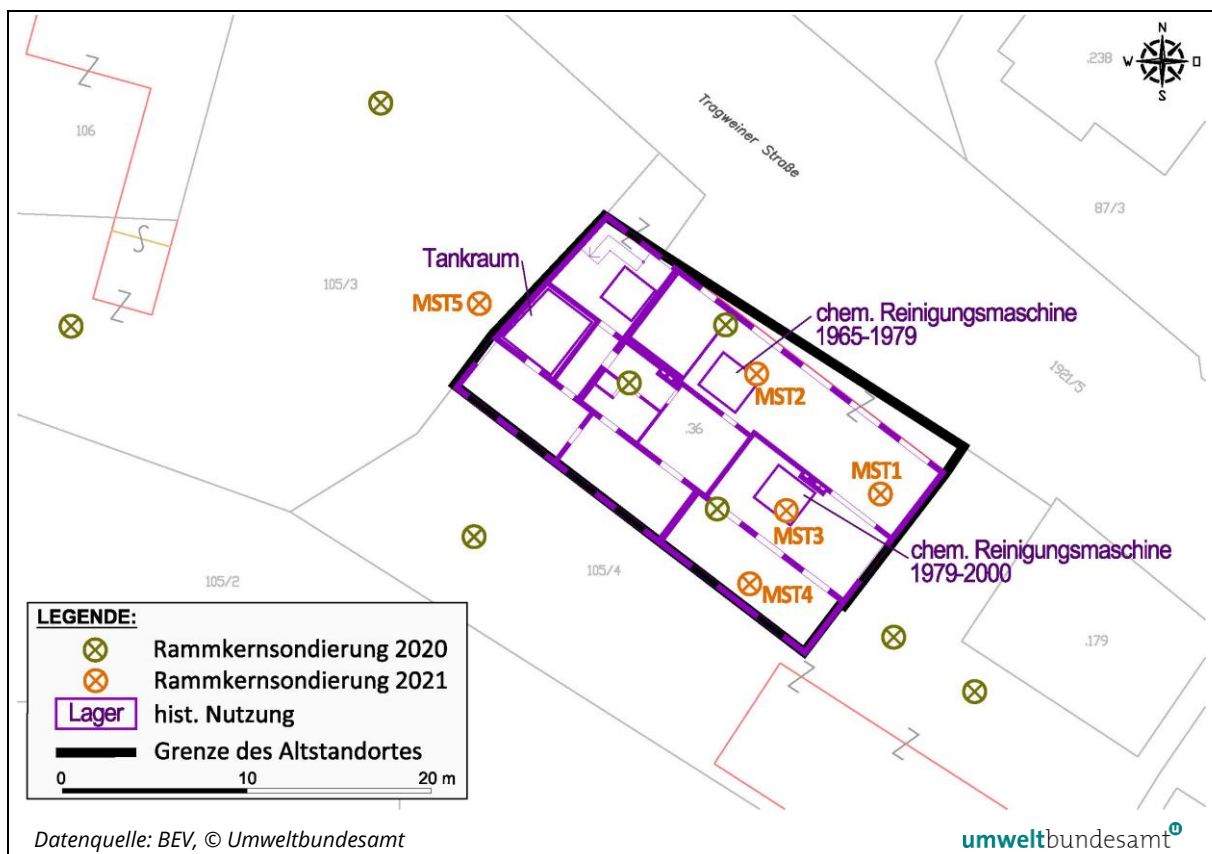 N
W O
S
.238
106
Tragweiner Straße
87/3
105/3
Tankraum
MST5
chem. Reinigungsmaschine
1965-1979
1921/5
MST2
.36
MST1
MST3
chem. Reinigungsmaschine
1979-2000
105/4
MST4
105/2
.179
LEGENDE:
Rammkernsondierung 2020
Rammkernsondierung 2021
Lager hist. Nutzung
Grenze des Altstandortes
0 10 20 m
Datenquelle: BEV, © Umweltbundesamt
umweltbundesamt u